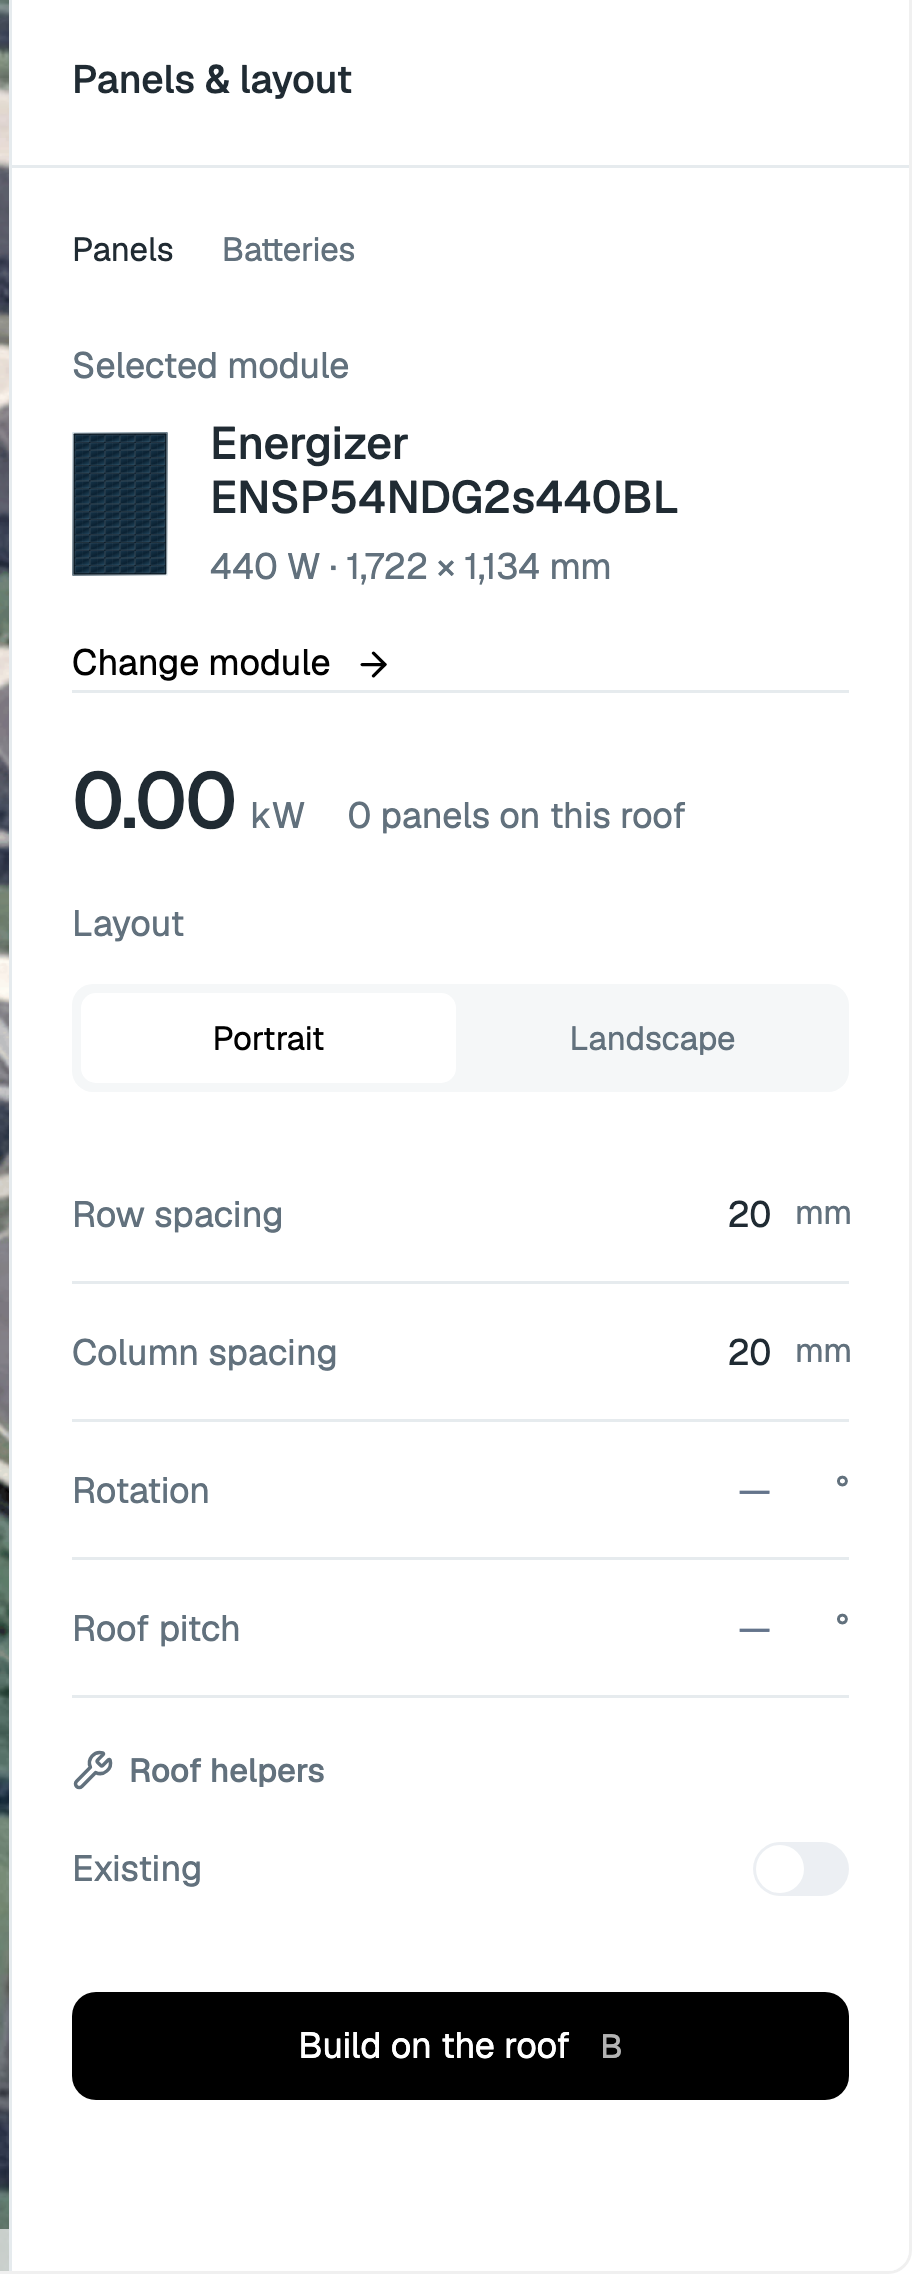 Panels & layout
Panels Batteries
Selected module
Energizer
ENSP54NDG2s440BL
440 W · 1,722 × 1,134 mm
Change module →
0.00 kW 0 panels on this roof
Layout
Portrait Landscape
Row spacing 20 mm
Column spacing 20 mm
Rotation — °
Roof pitch — °
Roof helpers
Existing
Build on the roof B